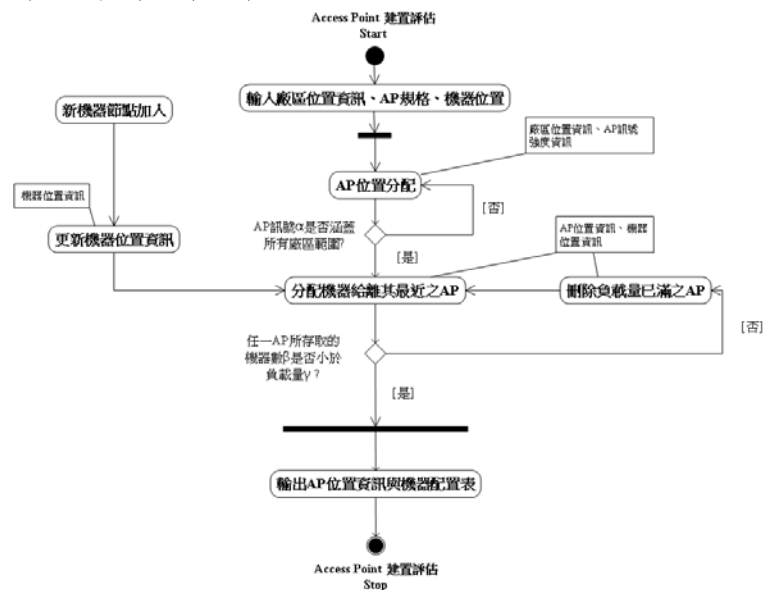 Access Point 建置評估
Start
輸入廠區位置資訊、AP規格、機器位置
新機器節點加入
廠區位置資訊、AP訊號
強度資訊
AP位置分配
機器位置資訊
[否]
更新機器位置資訊
AP訊號α是否涵蓋
所有廠區範圍?
[是]
AP位置資訊、機器
位置資訊
分配機器給離其最近之AP
刪除負載量已滿之AP
[否]
任一AP所存取的
機器數β是否小於
負載量γ?
[是]
輸出AP位置資訊與機器配置表
Access Point 建置評估
Stop